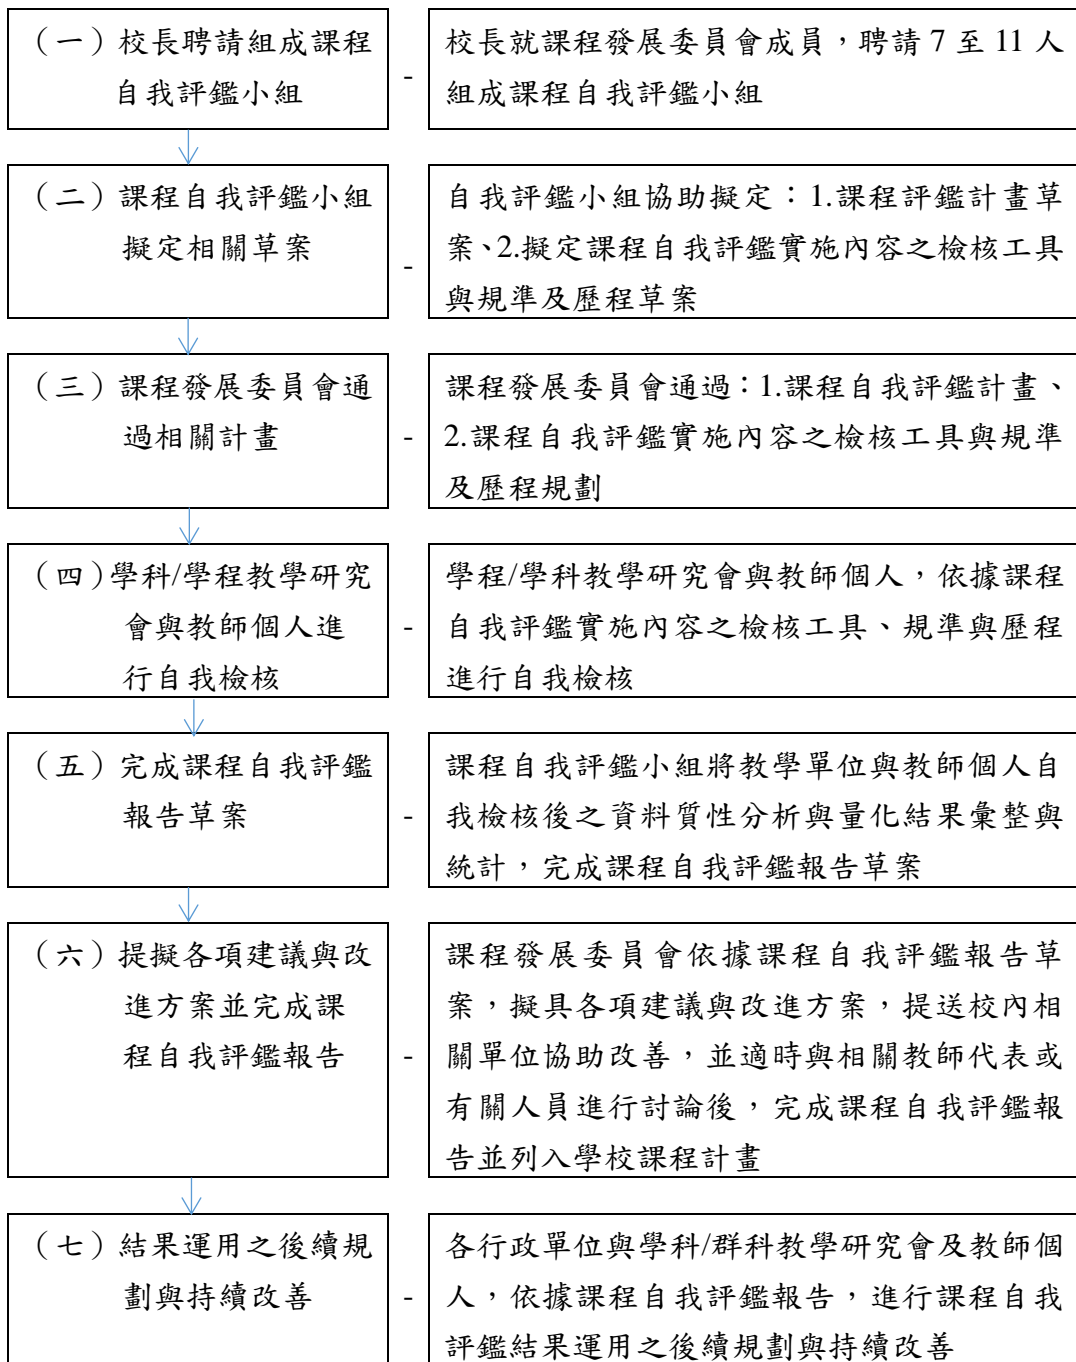 （一）校長聘請組成課程
自我評鑑小組
-
校長就課程發展委員會成員，聘請 7 至 11 人
組成課程自我評鑑小組
（二）課程自我評鑑小組
擬定相關草案
-
自我評鑑小組協助擬定：1.課程評鑑計畫草
案、2.擬定課程自我評鑑實施內容之檢核工具
與規準及歷程草案
（三）課程發展委員會通
過相關計畫
-
課程發展委員會通過：1.課程自我評鑑計畫、
2.課程自我評鑑實施內容之檢核工具與規準
及歷程規劃
（四）學科/學程教學研究
會與教師個人進
行自我檢核
-
學程/學科教學研究會與教師個人，依據課程
自我評鑑實施內容之檢核工具、規準與歷程
進行自我檢核
（五）完成課程自我評鑑
報告草案
-
課程自我評鑑小組將教學單位與教師個人自
我檢核後之資料質性分析與量化結果彙整與
統計，完成課程自我評鑑報告草案
（六）提擬各項建議與改
進方案並完成課
程自我評鑑報告
-
課程發展委員會依據課程自我評鑑報告草
案，擬具各項建議與改進方案，提送校內相
關單位協助改善，並適時與相關教師代表或
有關人員進行討論後，完成課程自我評鑑報
告並列入學校課程計畫
（七）結果運用之後續規
劃與持續改善
-
各行政單位與學科/群科教學研究會及教師個
人，依據課程自我評鑑報告，進行課程自我
評鑑結果運用之後續規劃與持續改善